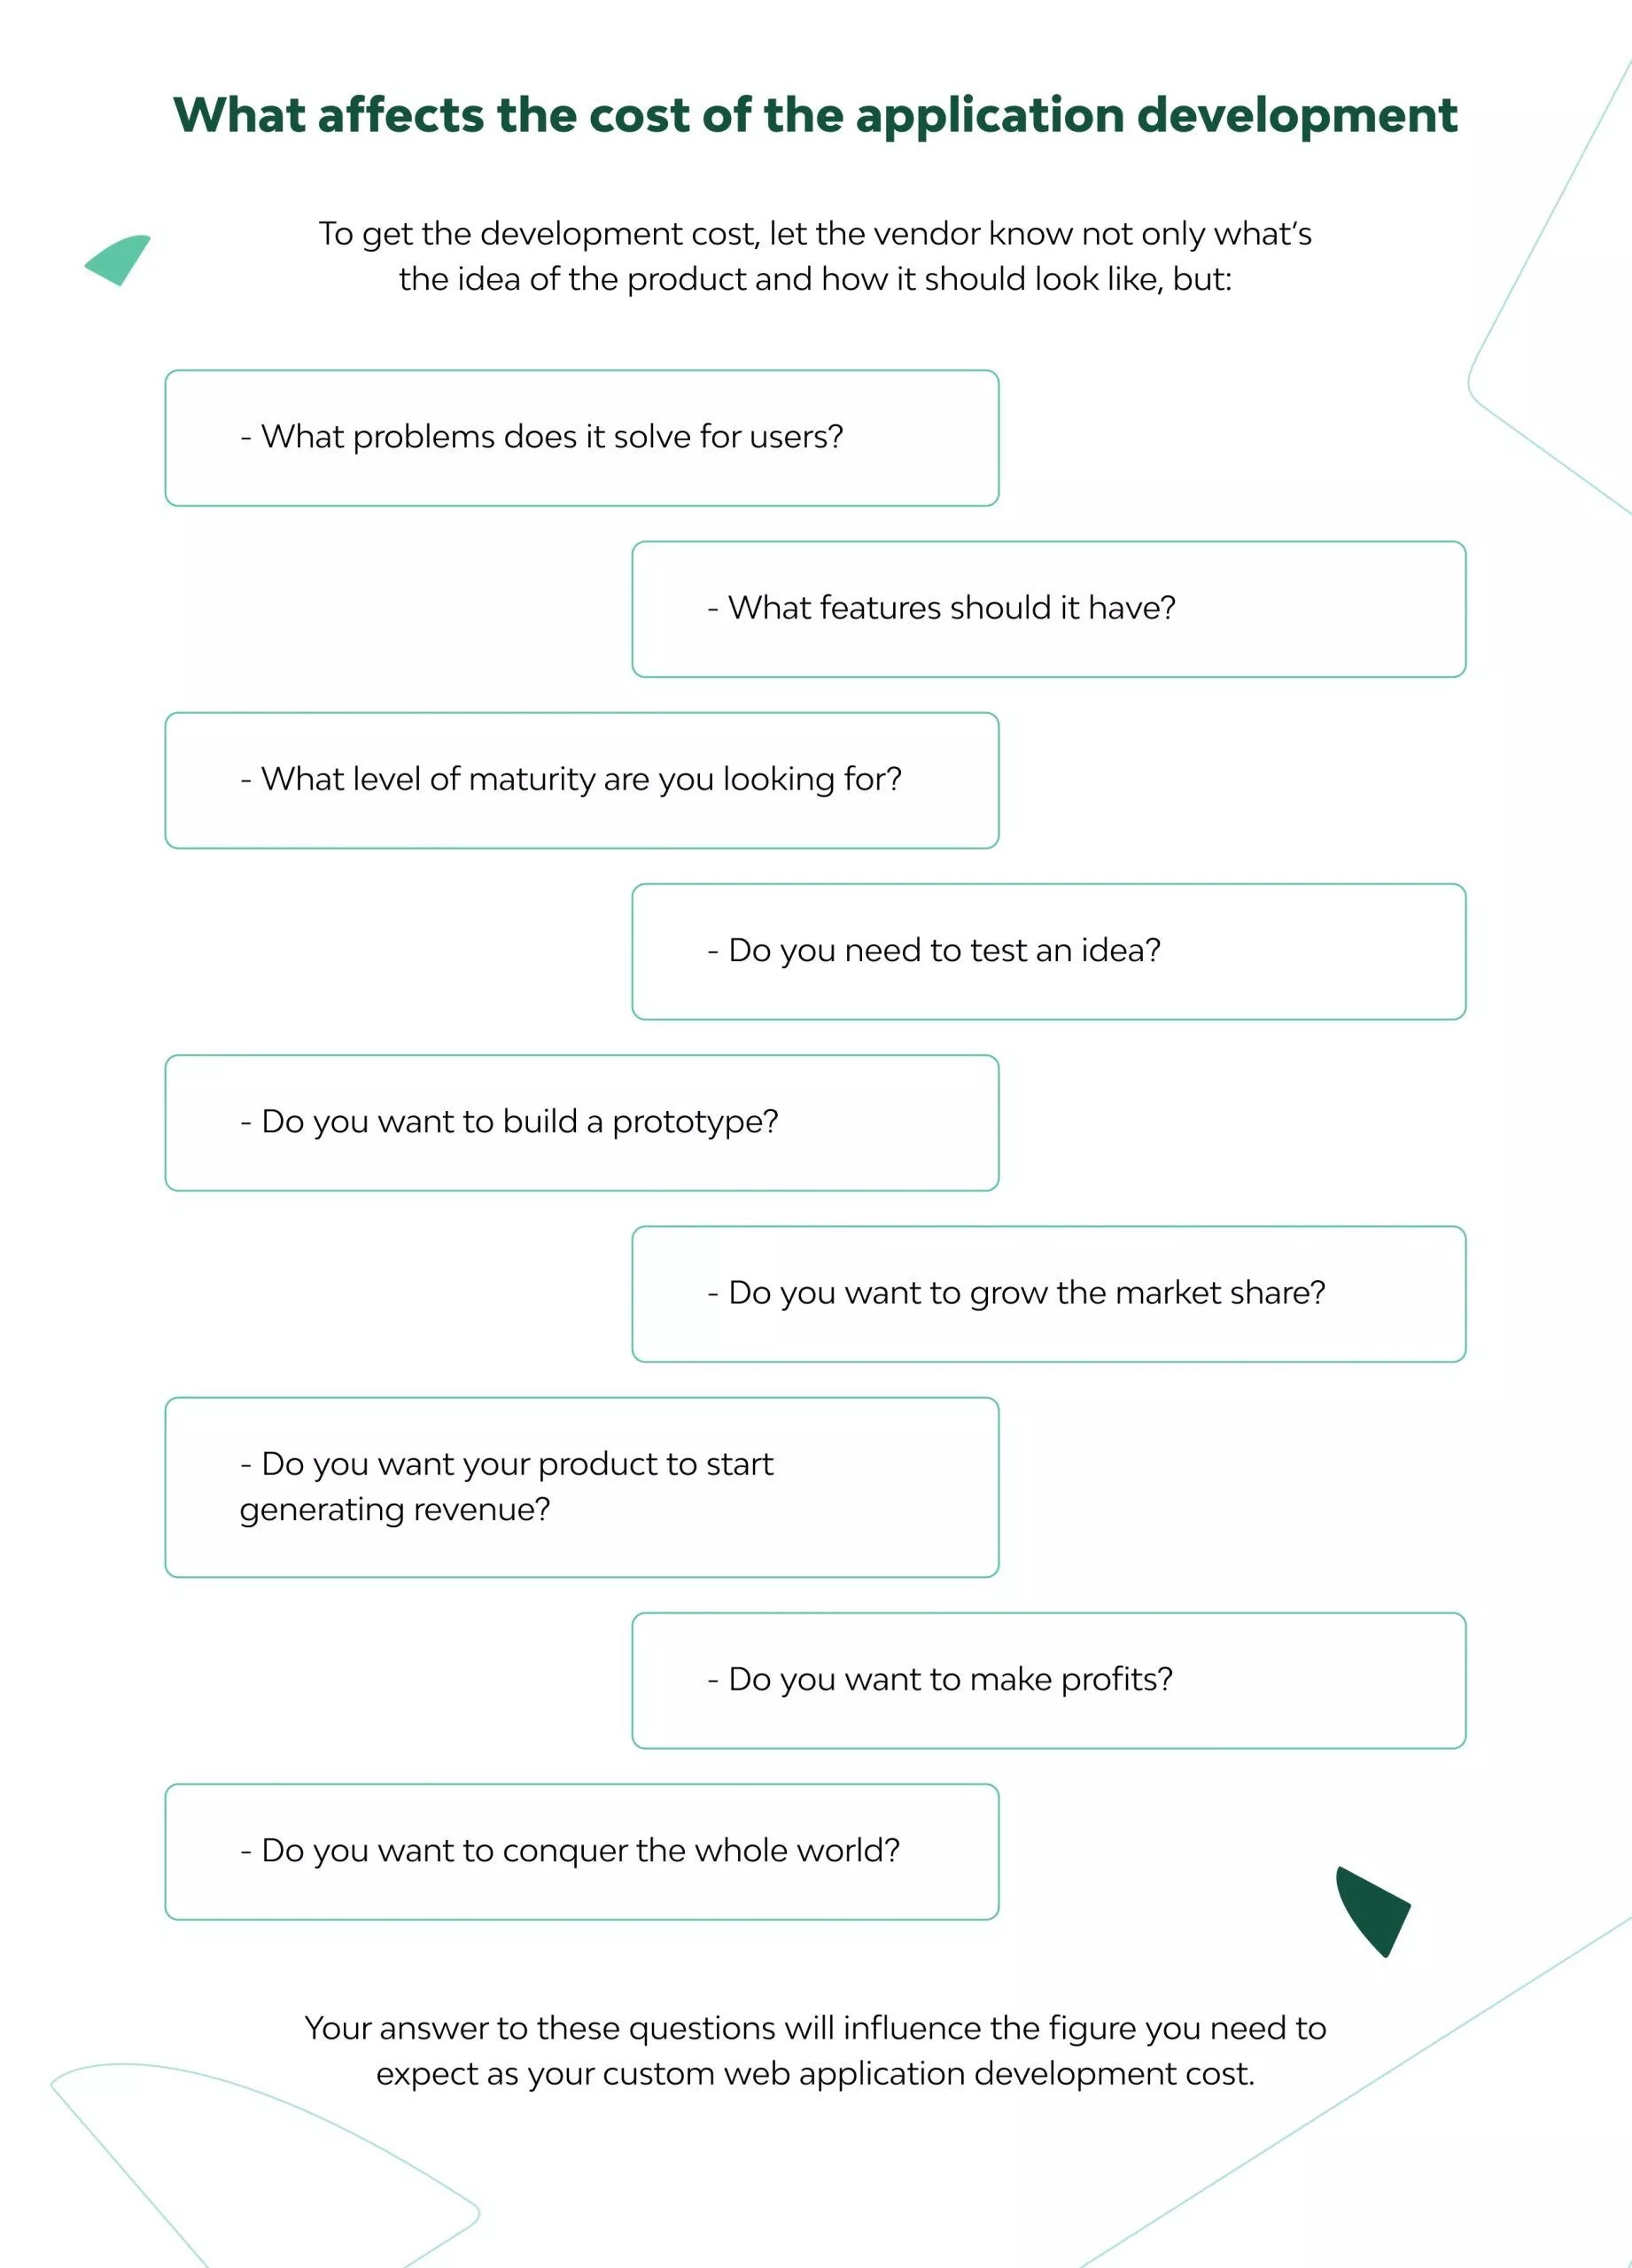 What affects the cost of the application development
To get the development cost, let the vendor know not only what's
the idea of the product and how it should look like, but:
- What problems does it solve for users?
- What features should it have?
- What level of maturity are you looking for?
- Do you need to test an idea?
- Do you want to build a prototype?
- Do you want to grow the market share?
- Do you want your product to start
generating revenue?
- Do you want to make profits?
- Do you want to conquer the whole world?
Your answer to these questions will influence the figure you need to
expect as your custom web application development cost.